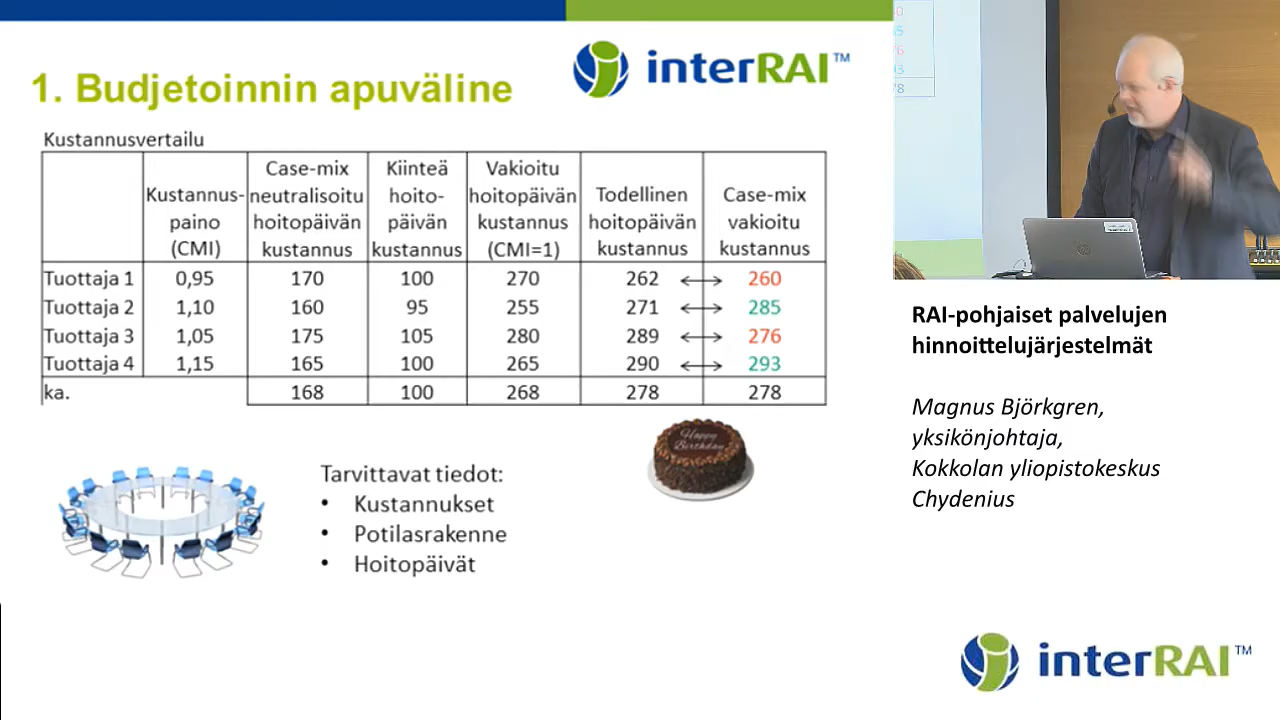 1. Budjetoinnin apuväline
interRAI™
Kustannusvertailu
Kustannus-paino (CMI) Case-mix neutralisoitu hoitopäivän kustannus Kiinteä hoito-päivän kustannus Vakioitu hoitopäivän kustannus (CMI=1) Todellinen hoitopäivän kustannus Case-mix vakioitu kustannus
Tuottaja 1 0,95 170 100 270 262 ↔ 260
Tuottaja 2 1,10 160 95 255 271 ↔ 285
Tuottaja 3 1,05 175 105 280 289 ↔ 276
Tuottaja 4 1,15 165 100 265 290 ↔ 293
ka. 168 100 268 278 278
Happy
Birthday
Tarvittavat tiedot:
• Kustannukset
• Potilasrakenne
• Hoitopäivät
RAI-pohjaiset palvelujen
hinnoittelujärjestelmät
Magnus Björkgren,
yksikönjohtaja,
Kokkolan yliopistokeskus
Chydenius
interRAI™